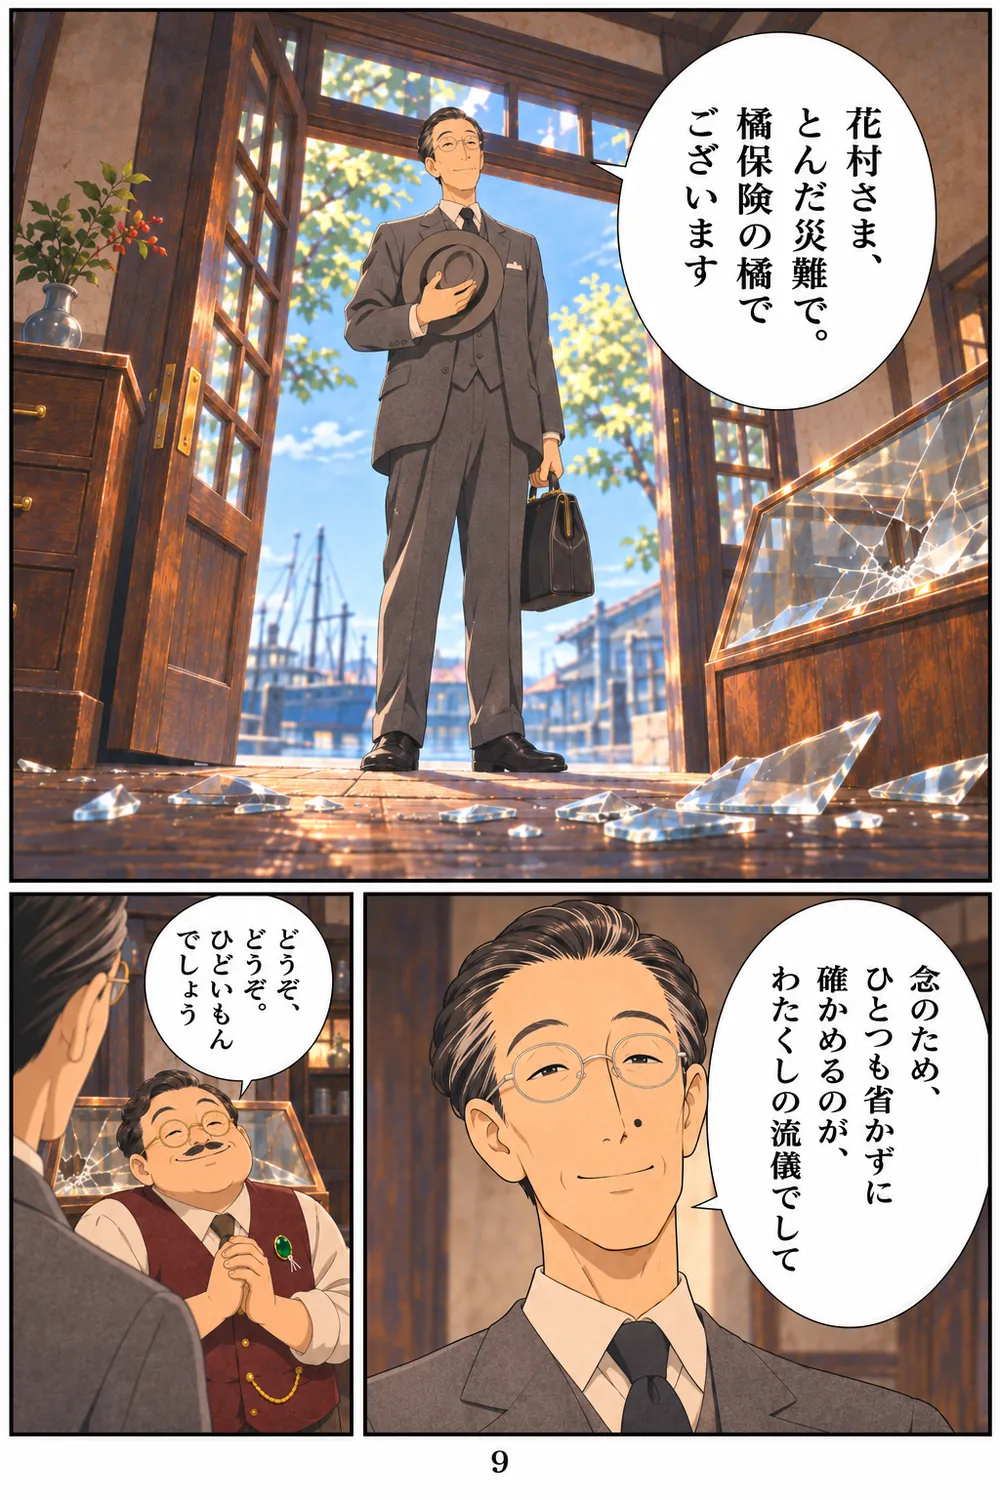 花村さま、
とんだ災難で。
橘保険の橘で
ございます
念のため、
ひとつも省かずに
確かめるのが、
わたくしの流儀でして
どうぞ、
どうぞ。
ひどいもん
でしょう
9